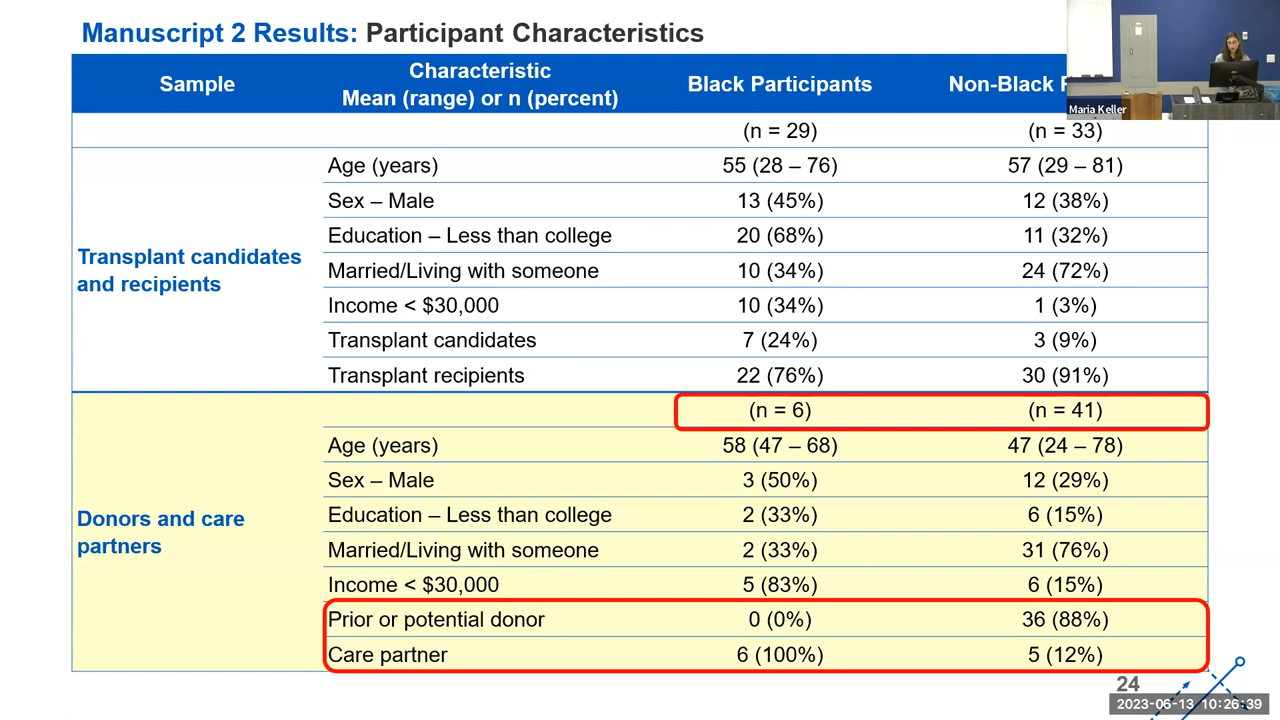 Manuscript 2 Results: Participant Characteristics
Sample
Characteristic
Mean (range) or n (percent)
Black Participants
Non-Black
Maria Keller
(n = 29) (n = 33)
Transplant candidates
and recipients
Age (years) 55 (28 – 76) 57 (29 – 81)
Sex – Male 13 (45%) 12 (38%)
Education – Less than college 20 (68%) 11 (32%)
Married/Living with someone 10 (34%) 24 (72%)
Income < $30,000 10 (34%) 1 (3%)
Transplant candidates 7 (24%) 3 (9%)
Transplant recipients 22 (76%) 30 (91%)
(n = 6) (n = 41)
Donors and care
partners
Age (years) 58 (47 – 68) 47 (24 – 78)
Sex – Male 3 (50%) 12 (29%)
Education – Less than college 2 (33%) 6 (15%)
Married/Living with someone 2 (33%) 31 (76%)
Income < $30,000 5 (83%) 6 (15%)
Prior or potential donor 0 (0%) 36 (88%)
Care partner 6 (100%) 5 (12%)
24
2023-06-13 10:26:39